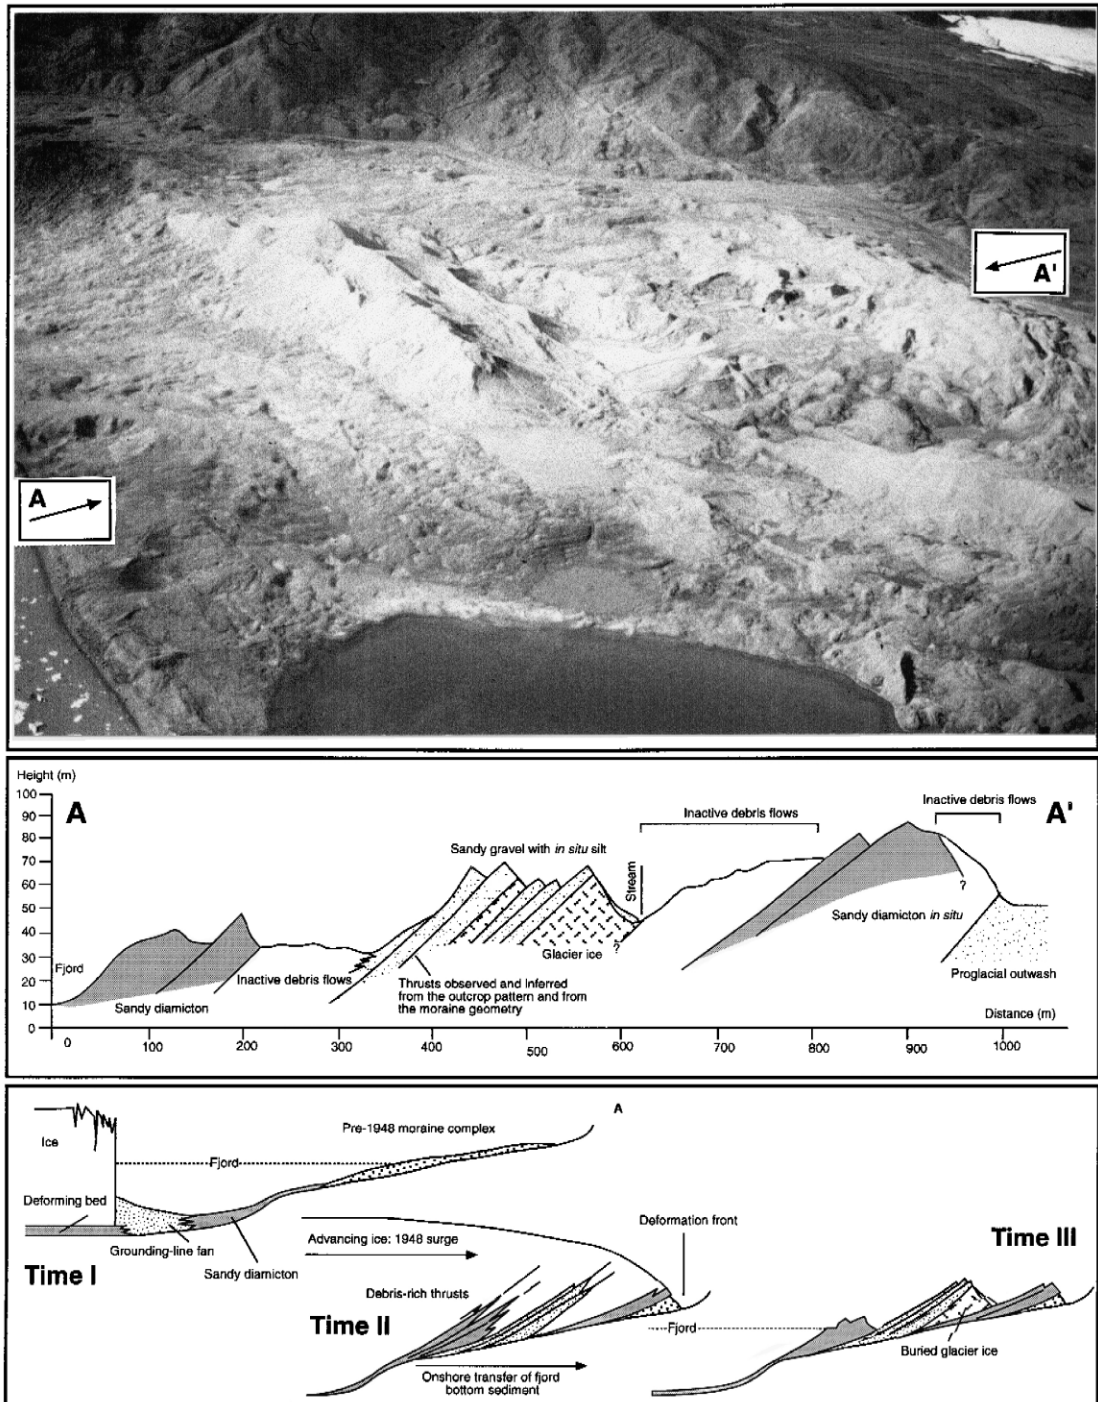 A
A'
Height (m)
100
90
80
70
60
50
40
30
20
10
0
A
A'
Inactive debris flows
Inactive debris flows
Sandy gravel with in situ silt
Stream
?
Sandy diamicton in situ
Fjord
Glacier ice
?
Inactive debris flows
Thrusts observed and Inferred
from the outcrop pattern and from
the moraine geometry
Proglacial outwash
Sandy diamicton
Distance (m)
0
100
200
300
400
500
600
700
800
900
1000
A
Ice
Pre-1948 moraine complex
Fjord
Deforming bed
Grounding-line fan
Sandy diamicton
Time I
Advancing ice: 1948 surge
Deformation front
Debris-rich thrusts
Time II
Onshore transfer of fjord
bottom sediment
Time III
Fjord
Buried glacier ice